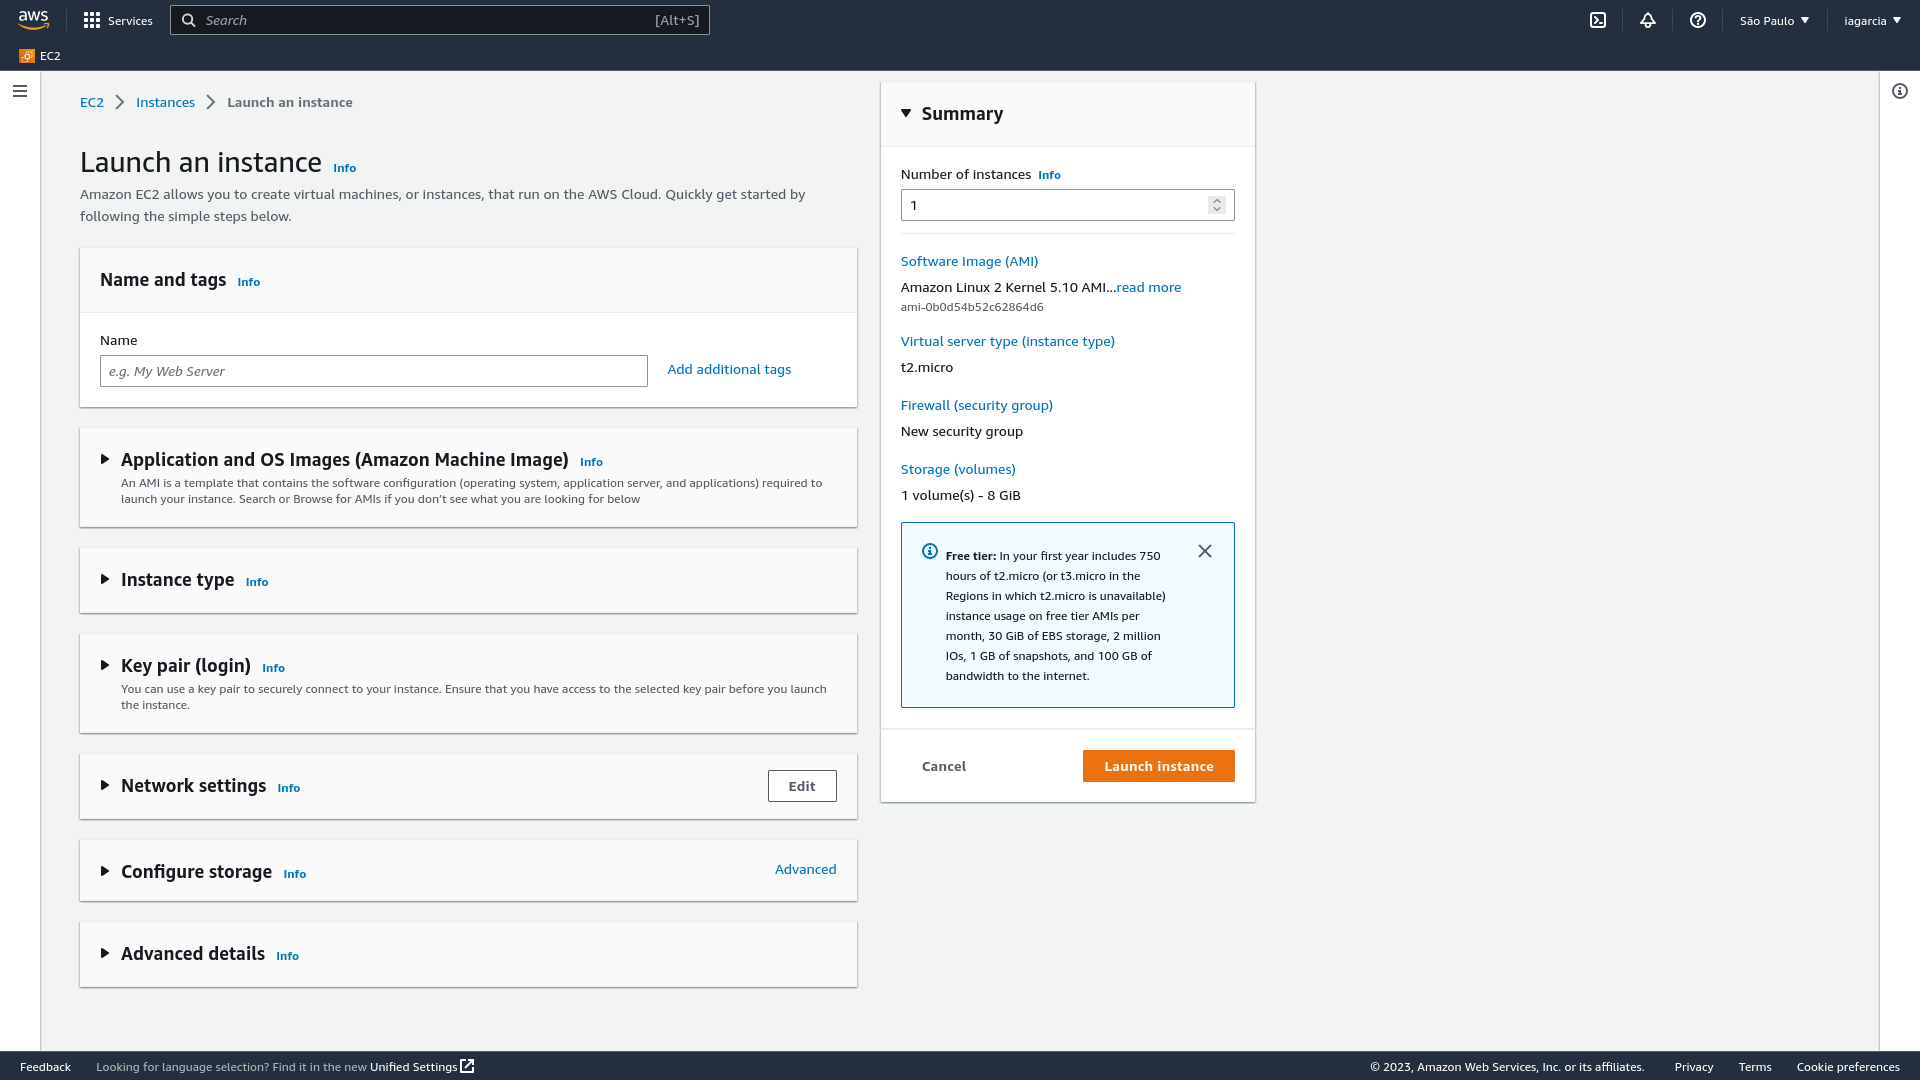 aws
Services
Search
[Alt+S]
São Paulo
iagarcia
EC2
EC2
Instances
Launch an instance
Launch an instance Info
Amazon EC2 allows you to create virtual machines, or instances, that run on the AWS Cloud. Quickly get started by
following the simple steps below.
Name and tags Info
Name
e.g. My Web Server
Add additional tags
Application and OS Images (Amazon Machine Image) Info
An AMI is a template that contains the software configuration (operating system, application server, and applications) required to
launch your instance. Search or Browse for AMIs if you don’t see what you are looking for below
Instance type Info
Key pair (login) Info
You can use a key pair to securely connect to your instance. Ensure that you have access to the selected key pair before you launch
the instance.
Network settings Info
Edit
Configure storage Info
Advanced
Advanced details Info
Summary
Number of instances Info
1
Software Image (AMI)
Amazon Linux 2 Kernel 5.10 AMI...read more
ami-0b0d54b52c62864d6
Virtual server type (instance type)
t2.micro
Firewall (security group)
New security group
Storage (volumes)
1 volume(s) - 8 GiB
Free tier: In your first year includes 750
hours of t2.micro (or t3.micro in the
Regions in which t2.micro is unavailable)
instance usage on free tier AMIs per
month, 30 GiB of EBS storage, 2 million
IOs, 1 GB of snapshots, and 100 GB of
bandwidth to the internet.
Cancel
Launch instance
Feedback
Looking for language selection? Find it in the new Unified Settings
© 2023, Amazon Web Services, Inc. or its affiliates.
Privacy
Terms
Cookie preferences